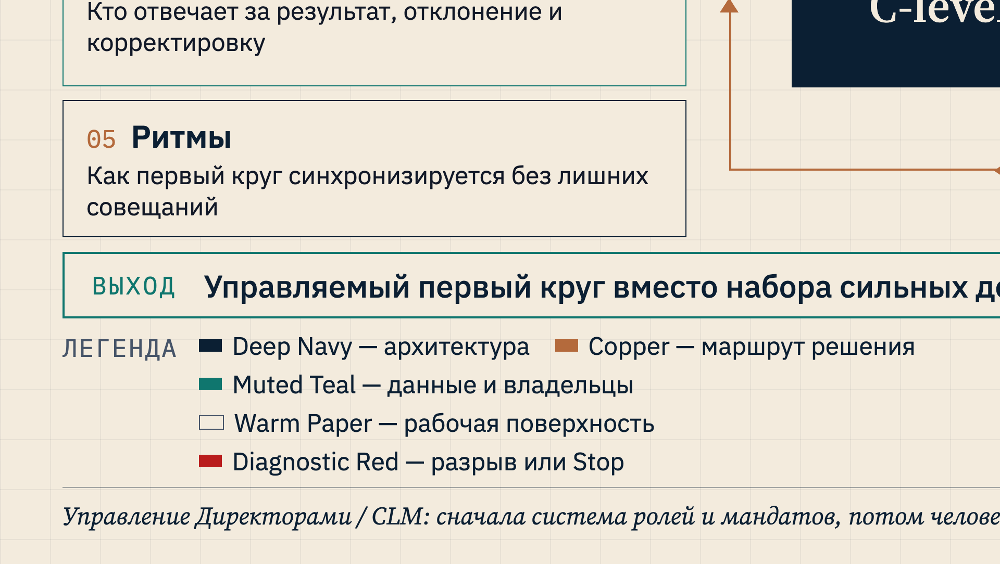 Кто отвечает за результат, отклонение и
корректировку
C-level
05 Ритмы
Как первый круг синхронизируется без лишних
совещаний
ВЫХОД Управляемый первый круг вместо набора сильных
ЛЕГЕНДА Deep Navy — архитектура Copper — маршрут решения
Muted Teal — данные и владельцы
Warm Paper — рабочая поверхность
Diagnostic Red — разрыв или Stop
Управление Директорами / CLM: сначала система ролей и мандатов, потом